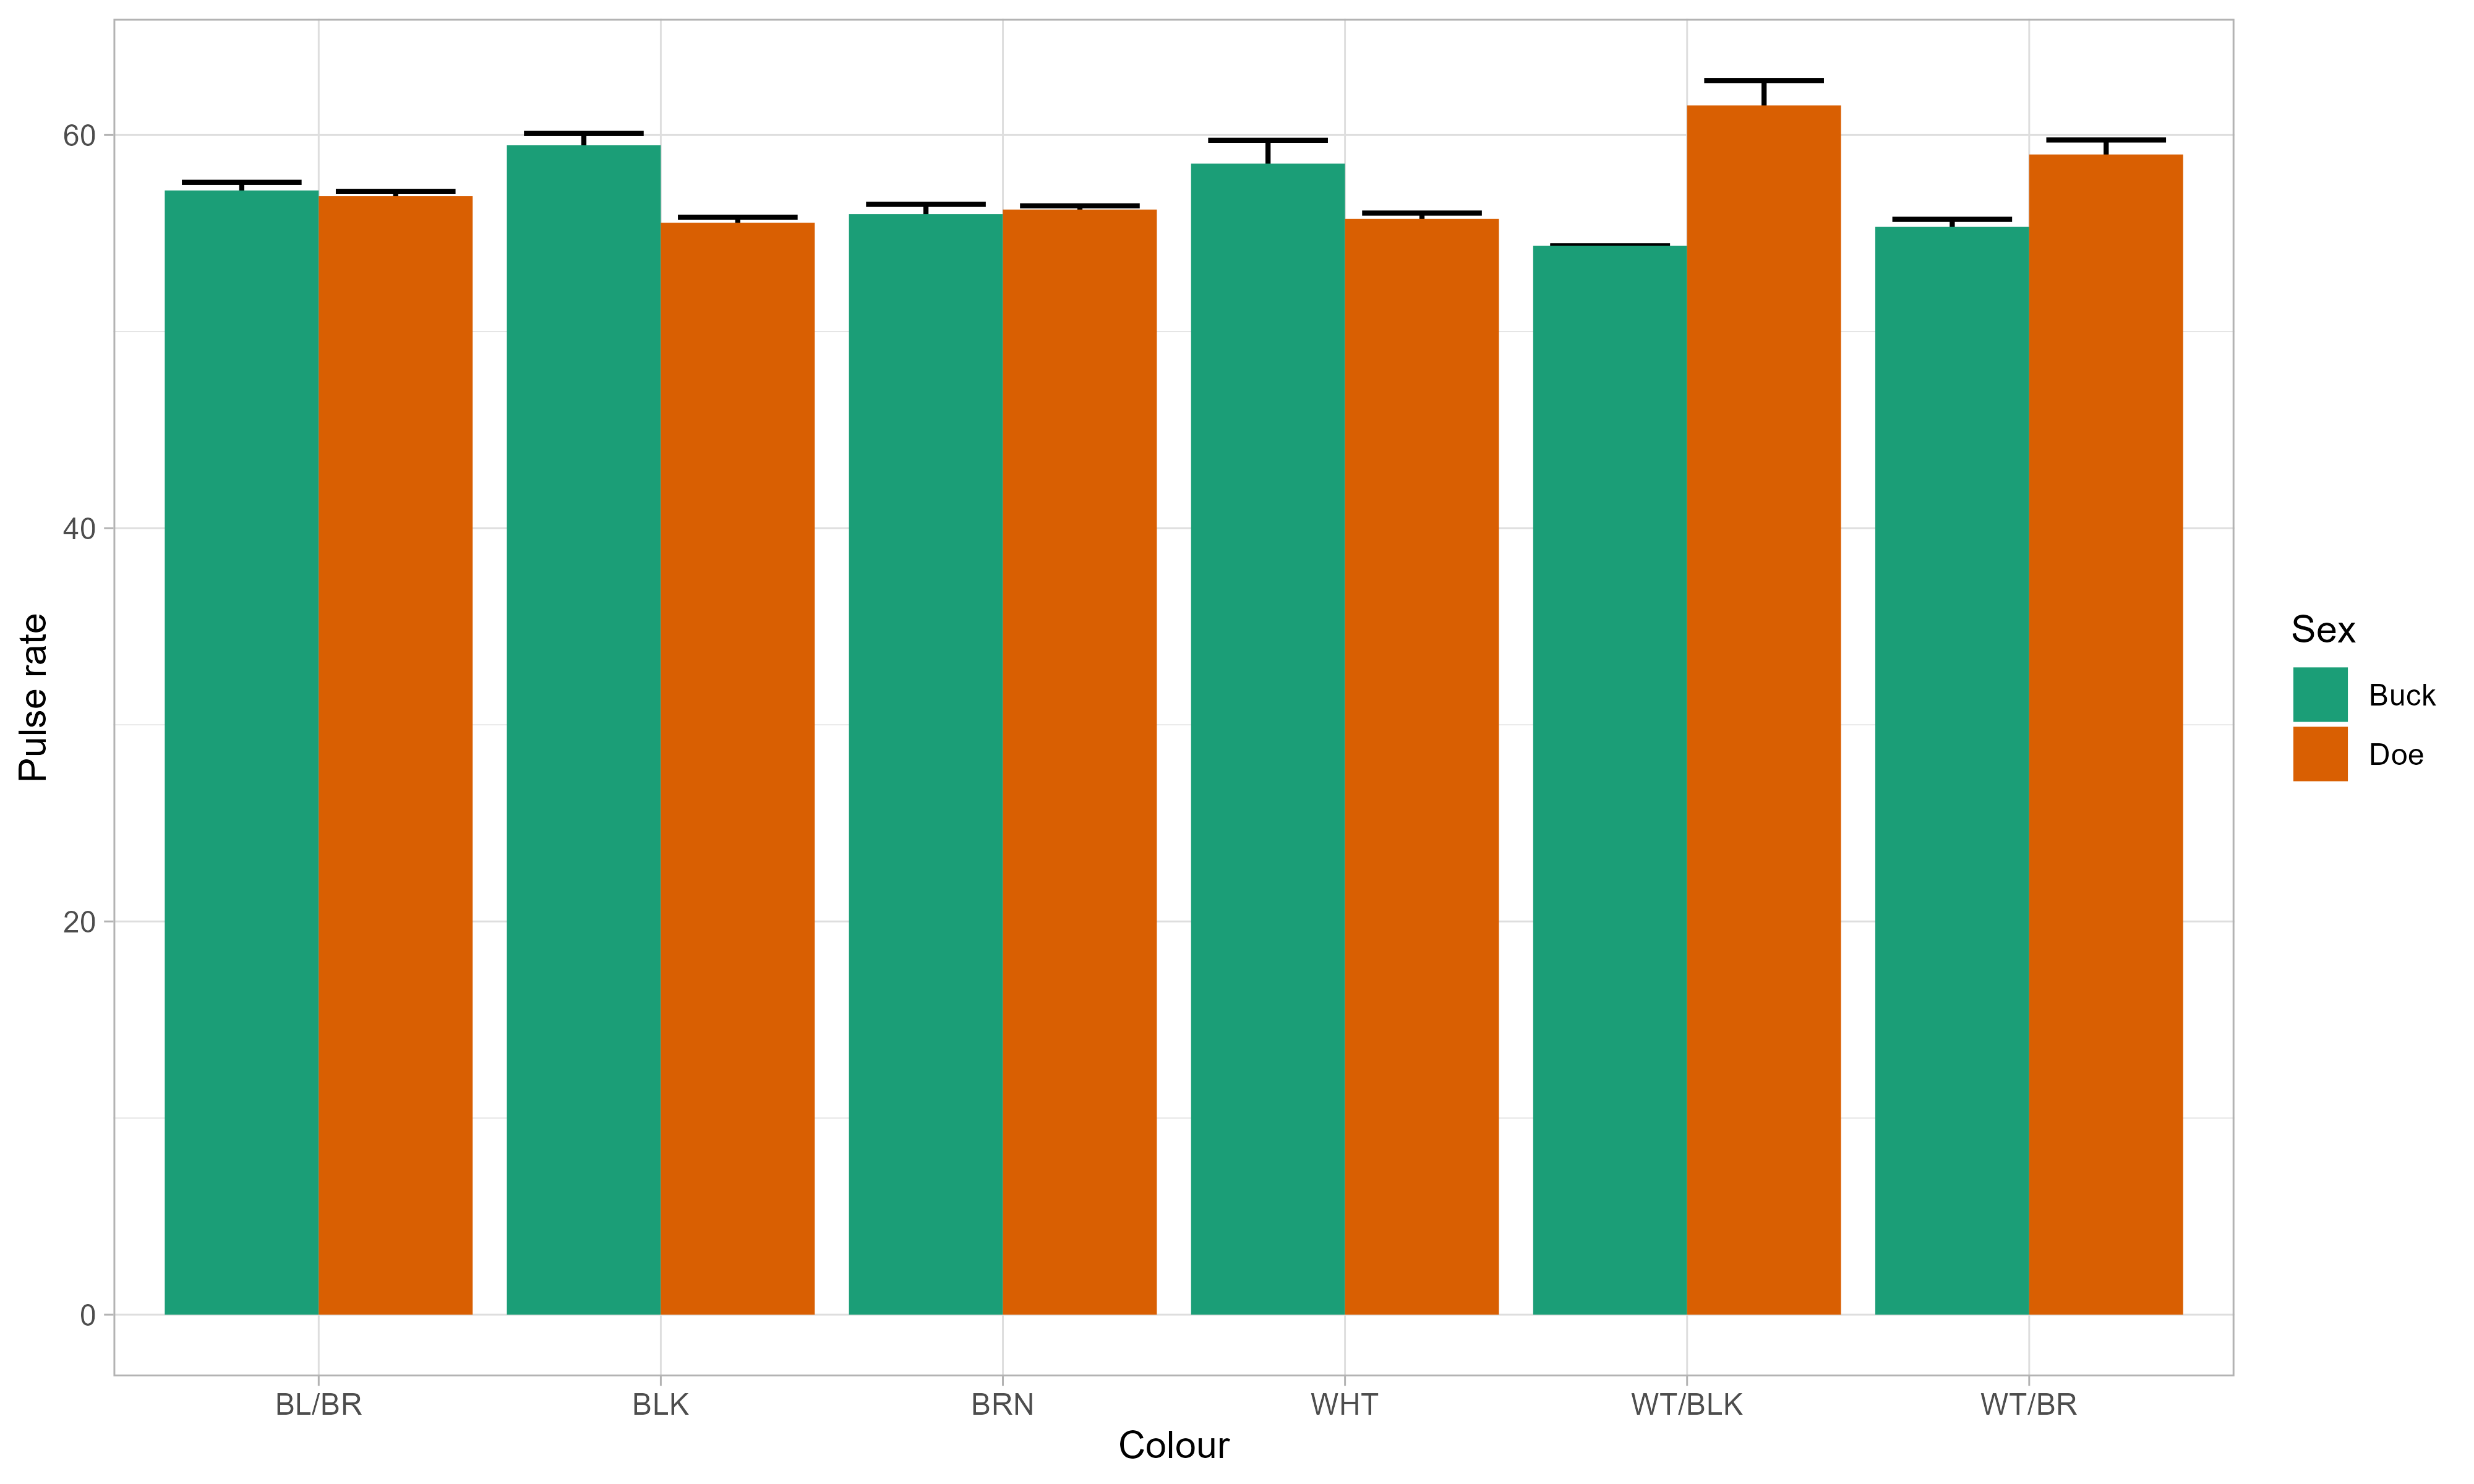 60
40
20
0
Pulse rate
BL/BR BLK BRN WHT WT/BLK WT/BR
Colour
Sex
Buck
Doe